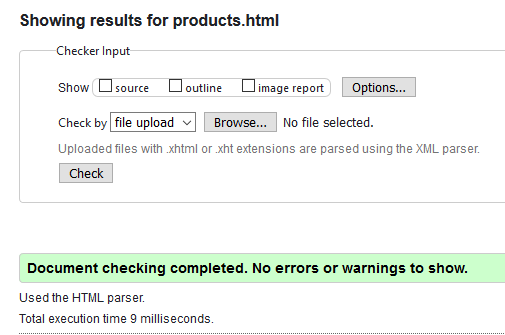 Showing results for products.html
Checker Input
Show source outline image report Options...
Check by file upload Browse... No file selected.
Uploaded files with .xhtml or .xht extensions are parsed using the XML parser.
Check
Document checking completed. No errors or warnings to show.
Used the HTML parser.
Total execution time 9 milliseconds.